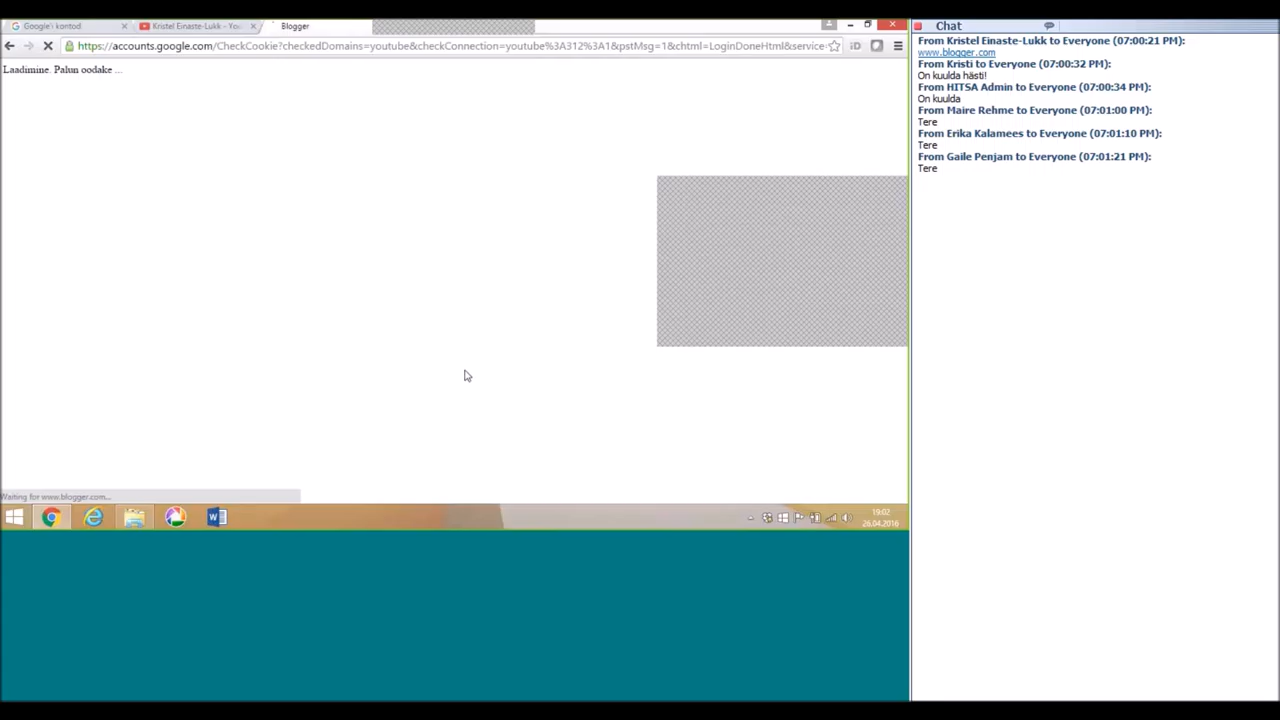 Google'i kontod
Kristel Einaste-Lukk - You
Blogger
https://accounts.google.com/CheckCookie?checkedDomains=youtube&checkConnection=youtube%3A312%3A1&pstMsg=1&chtml=LoginDoneHtml&service
Laadimine. Palun oodake ...
Waiting for www.blogger.com...
19:02
26.04.2016
Chat
From Kristel Einaste-Lukk to Everyone (07:00:21 PM):
www.blogger.com
From Kristi to Everyone (07:00:32 PM):
On kuulda hästi!
From HITSA Admin to Everyone (07:00:34 PM):
On kuulda
From Maire Rehme to Everyone (07:01:00 PM):
Tere
From Erika Kalamees to Everyone (07:01:10 PM):
Tere
From Gaile Penjam to Everyone (07:01:21 PM):
Tere